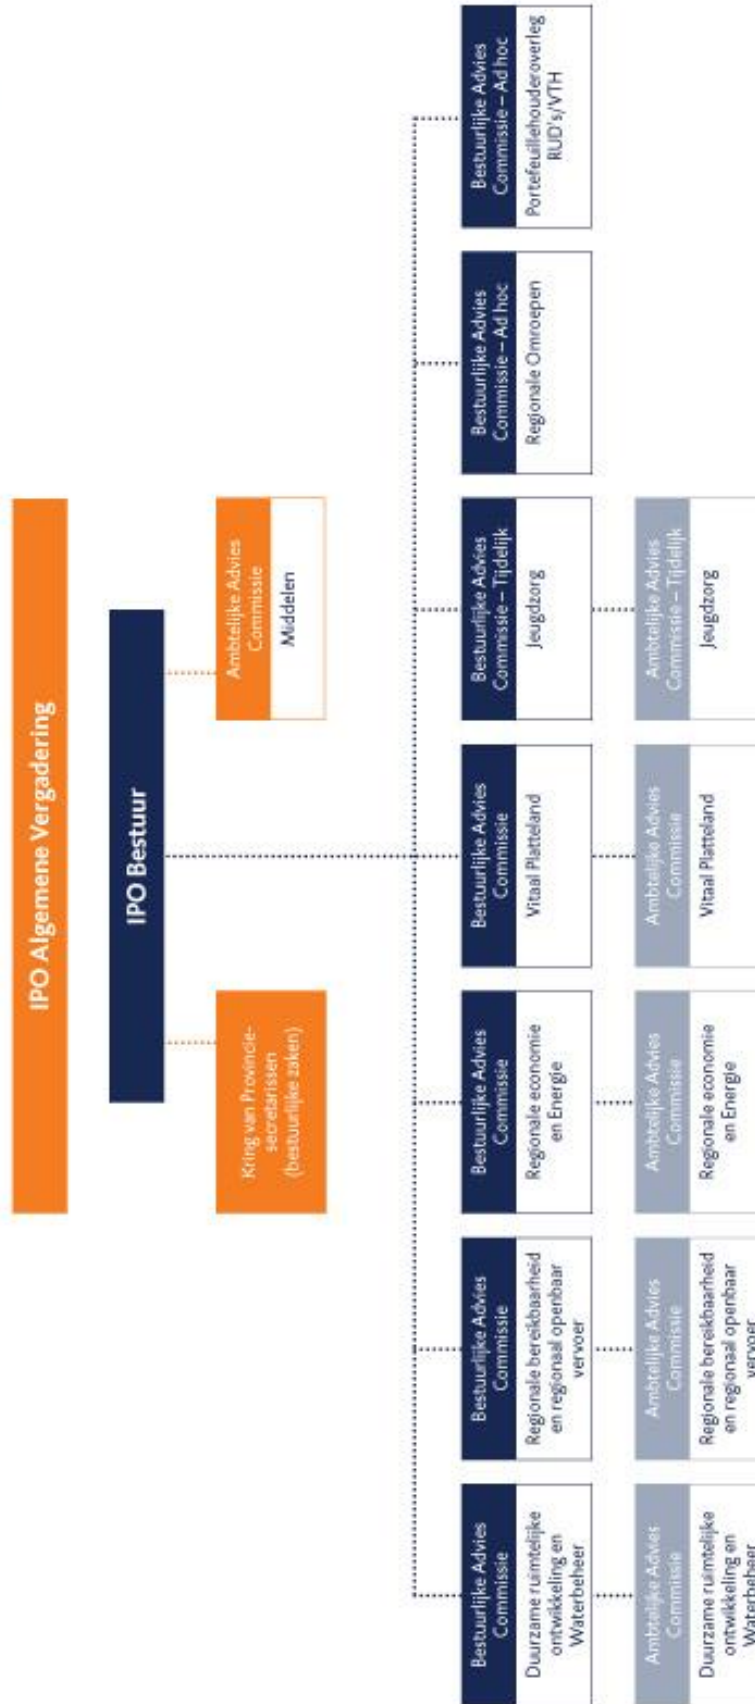 IPO Algemene Vergadering
IPO Bestuur
Kring van Provincie-
secretarissen
(bestuurlijke zaken)
Ambtelijke Advies
Commissie
Middelen
Bestuurlijke Advies
Commissie
Duurzame ruimtelijke
ontwikkeling en
Waterbeheer
Bestuurlijke Advies
Commissie
Regionale bereikbaarheid
en regionaal openbaar
vervoer
Bestuurlijke Advies
Commissie
Regionale economie
en Energie
Bestuurlijke Advies
Commissie
Vitaal Platteland
Bestuurlijke Advies
Commissie – Tijdelijk
Jeugdzorg
Bestuurlijke Advies
Commissie – Ad hoc
Regionale Omroepen
Bestuurlijke Advies
Commissie – Ad hoc
Portefeuillehouderoverleg
RUD's/VTH
Ambtelijke Advies
Commissie
Duurzame ruimtelijke
ontwikkeling en
Waterbeheer
Ambtelijke Advies
Commissie
Regionale bereikbaarheid
en regionaal openbaar
vervoer
Ambtelijke Advies
Commissie
Regionale economie
en Energie
Ambtelijke Advies
Commissie
Vitaal Platteland
Ambtelijke Advies
Commissie – Tijdelijk
Jeugdzorg